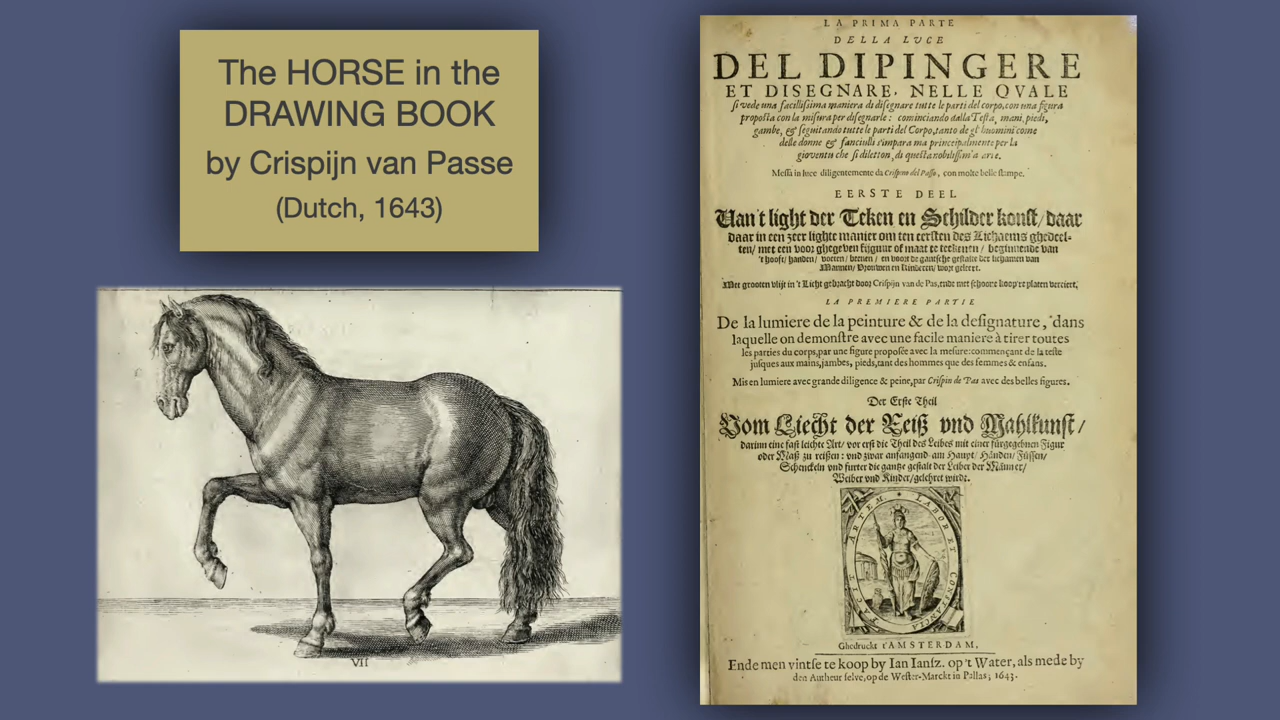 The HORSE in the
DRAWING BOOK
by Crispijn van Passe
(Dutch, 1643)
VII
LA PRIMA PARTE
DELLA LVCE
DEL DIPINGERE
ET DISEGNARE, NELLE QVALE
si vede una facillissima maniera di disegnare tutte le parti del corpo, con una figura
proposta con la misura per disegnarle: cominciando dalla Testa, mani, piedi,
gambe, & seguitando tutte le parti del Corpo, tanto de gl' huomini come
delle donne & fanciulli s'impara ma principalmente per la
gioventu che si diletton, di questa nobilissim'a arte.
Messa in luce diligentemente da Crispino del Passo, con molte belle stampe.
EERSTE DEEL
Van 't light der Teken en Schilder konst/ daar
daar in een zeer lighte manier om ten eersten des Lichaems ghedeel-
ten/ met een voor ghegeven figuur of maat te teekenen/ beginnende van
't hooft/ handen/ voeten/ beenen/ en voort de gantsche gestalte der lichamen van
Mannen/ Vrouwen en Kinderen/ wort geleert.
Met grooten vlijt in 't Licht gebracht door Crispijn van de Pas, ende met schoone koop're platen verciert.
LA PREMIERE PARTIE
De la lumiere de la peinture & de la designature, dans
laquelle on demonstre avec une facile maniere à tirer toutes
les parties du corps, par une figure proposée avec la mesure: commençant de la teste
jusques aux mains, jambes, pieds, tant des hommes que des femmes & enfans.
Mis en lumiere avec grande diligence & peine, par Crispin de Pas avec des belles figures.
Der Erste Theil
Vom Liecht der Reiß vnd Mahlkunst/
darinn eine fast leichte Art/ vor erst die Theil des Leibes mit einer fürgegebnen Figur
oder Maß zu reißen: vnd zwar anfangend am Haupt/ Händen/ Füssen/
Schenckeln vnd furter die gantze gestalt der Leiber der Männer/
Weiber vnd Kinder/ gelehret wirdt.
ARTEM LABOR ET CONSTANCIA
Ghedruckt t'AMSTERDAM,
Ende men vintse te koop by Ian Iansz. op 't Water, als mede by
den Autheur selve, op de Wester-Marckt in Pallas; 1643.